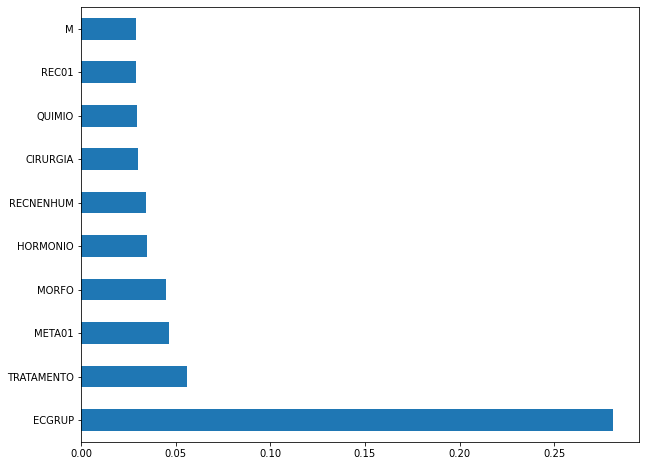 M
REC01
QUIMIO
CIRURGIA
RECNENHUM
HORMONIO
MORFO
META01
TRATAMENTO
ECGRUP
0.00 0.05 0.10 0.15 0.20 0.25